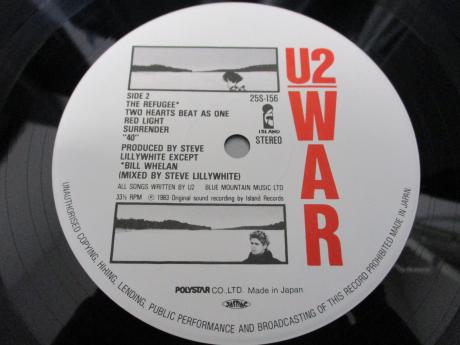 U2
WAR
SIDE 2
25S-156
THE REFUGEE*
TWO HEARTS BEAT AS ONE
RED LIGHT
SURRENDER
"40"
ISLAND
STEREO
PRODUCED BY STEVE
LILLYWHITE EXCEPT
*BILL WHELAN
(MIXED BY STEVE LILLYWHITE)
ALL SONGS WRITTEN BY U2 BLUE MOUNTAIN MUSIC LTD
33⅓ RPM Ⓟ 1983 Original sound recording by Island Records
POLYSTAR CO.,LTD. Made in Japan
JASRAC
UNAUTHORISED COPYING, HIRING, LENDING, PUBLIC PERFORMANCE AND BROADCASTING OF THIS RECORD PROHIBITED. MADE IN JAPAN.